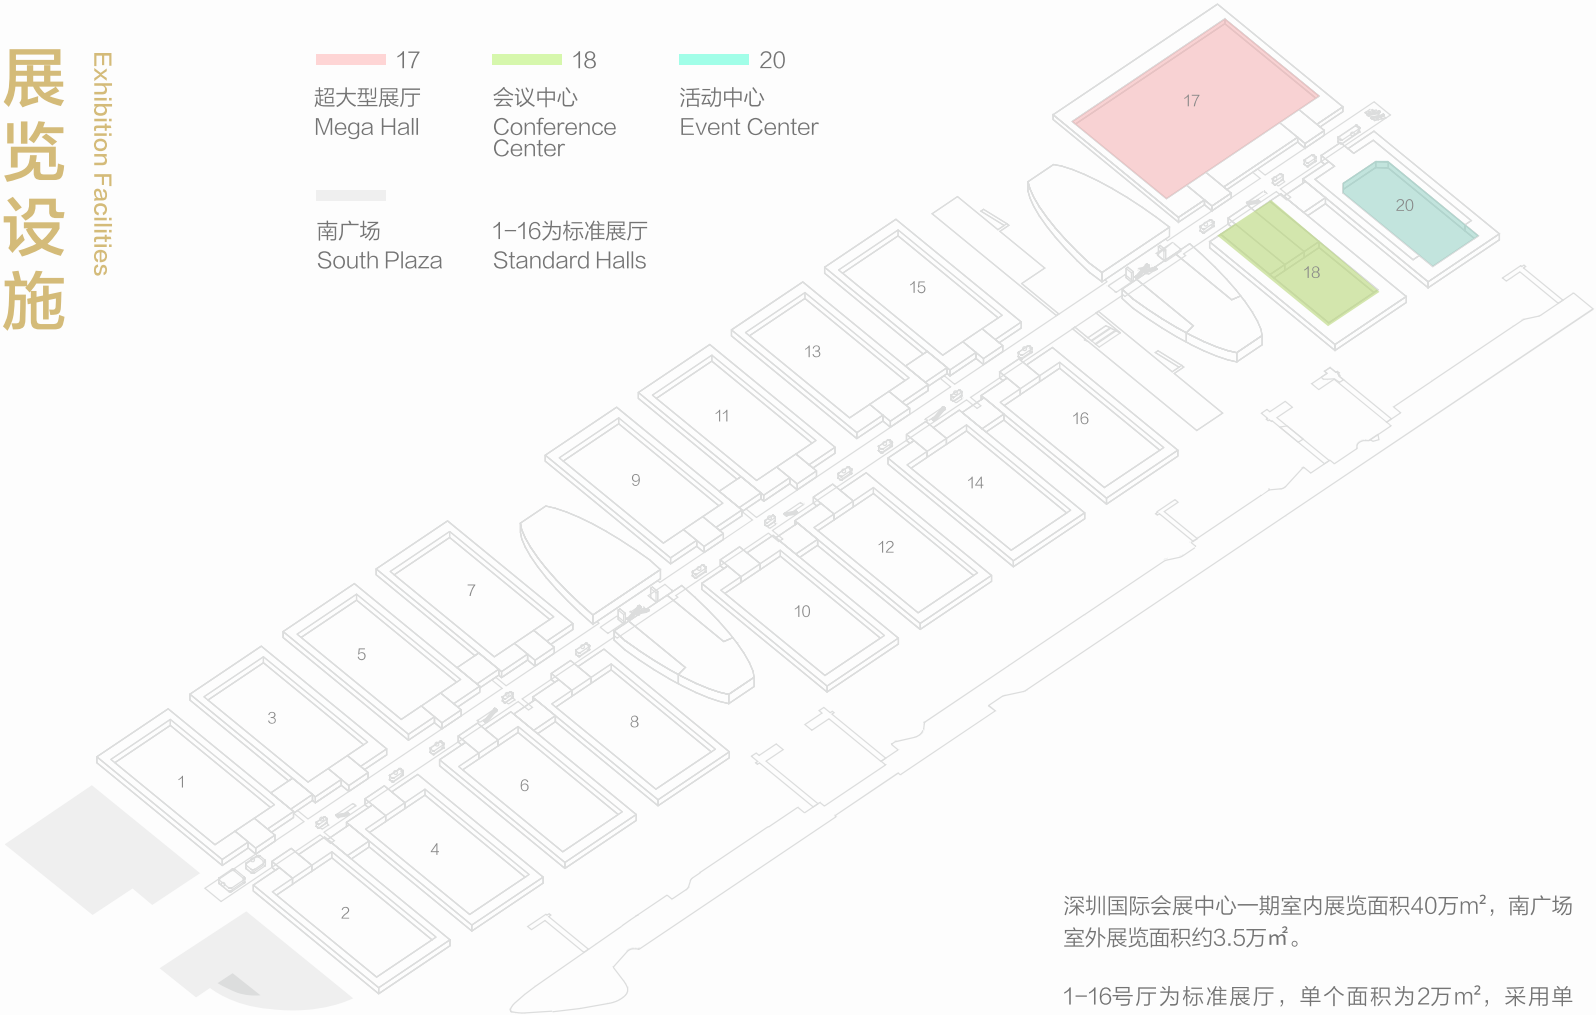 展览设施
Exhibition Facilities
17
超大型展厅
Mega Hall
18
会议中心
Conference
Center
20
活动中心
Event Center
南广场
South Plaza
1-16为标准展厅
Standard Halls
17
20
18
15
13
11
16
9
14
12
7
10
5
8
3
6
1
4
2
深圳国际会展中心一期室内展览面积40万m²，南广场
室外展览面积约3.5万㎡。
1-16号厅为标准展厅，单个面积为2万m²，采用单